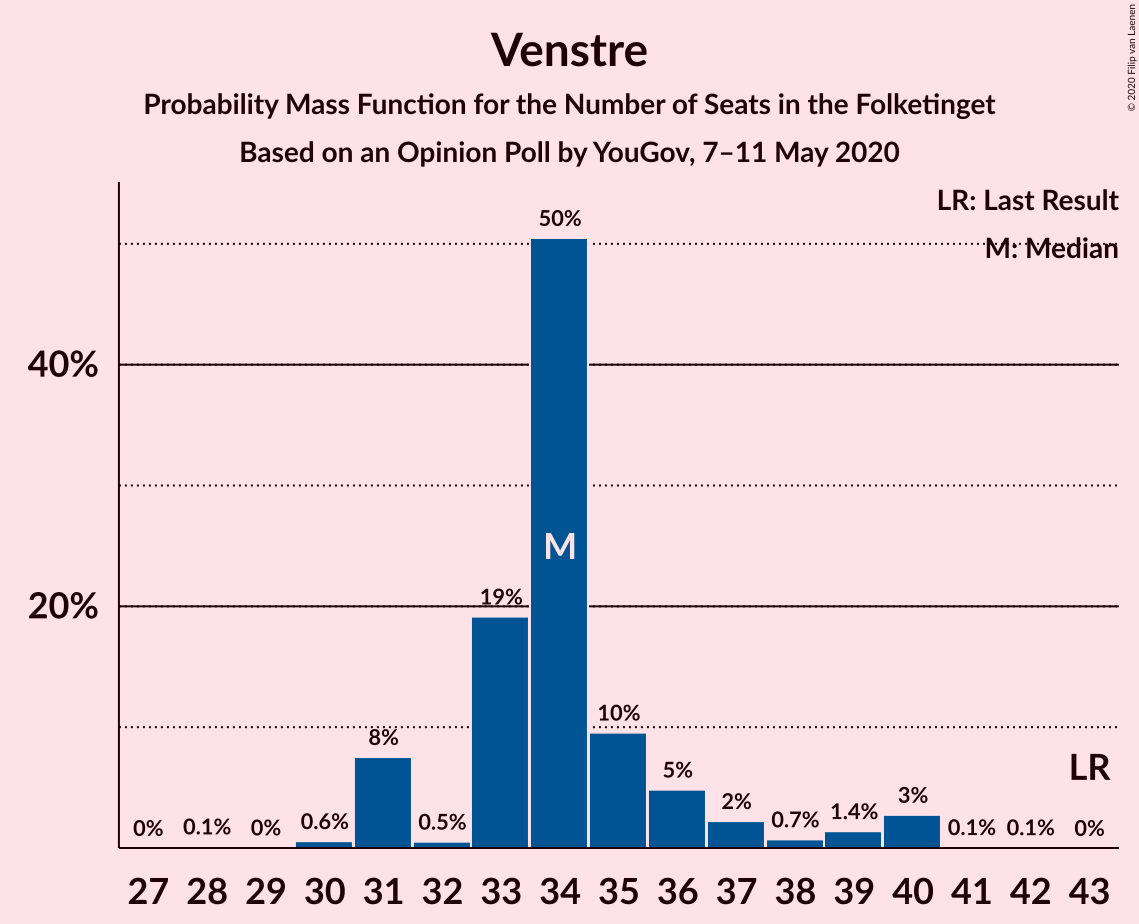 Venstre
Probability Mass Function for the Number of Seats in the Folketinget
Based on an Opinion Poll by YouGov, 7–11 May 2020
© 2020 Filip van Laenen
LR: Last Result
M: Median
50%
40%
M
20%
19%
10%
8%
LR
5%
3%
2%
1.4%
0% 0.1% 0% 0.6% 0.5% 0.7% 0.1% 0.1% 0%
27 28 29 30 31 32 33 34 35 36 37 38 39 40 41 42 43